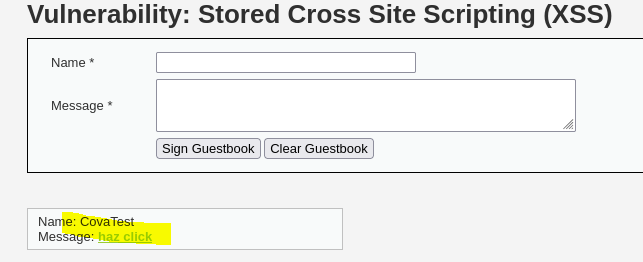 Vulnerability: Stored Cross Site Scripting (XSS)
Name *
Message *
Sign Guestbook Clear Guestbook
Name: CovaTest
Message: haz click